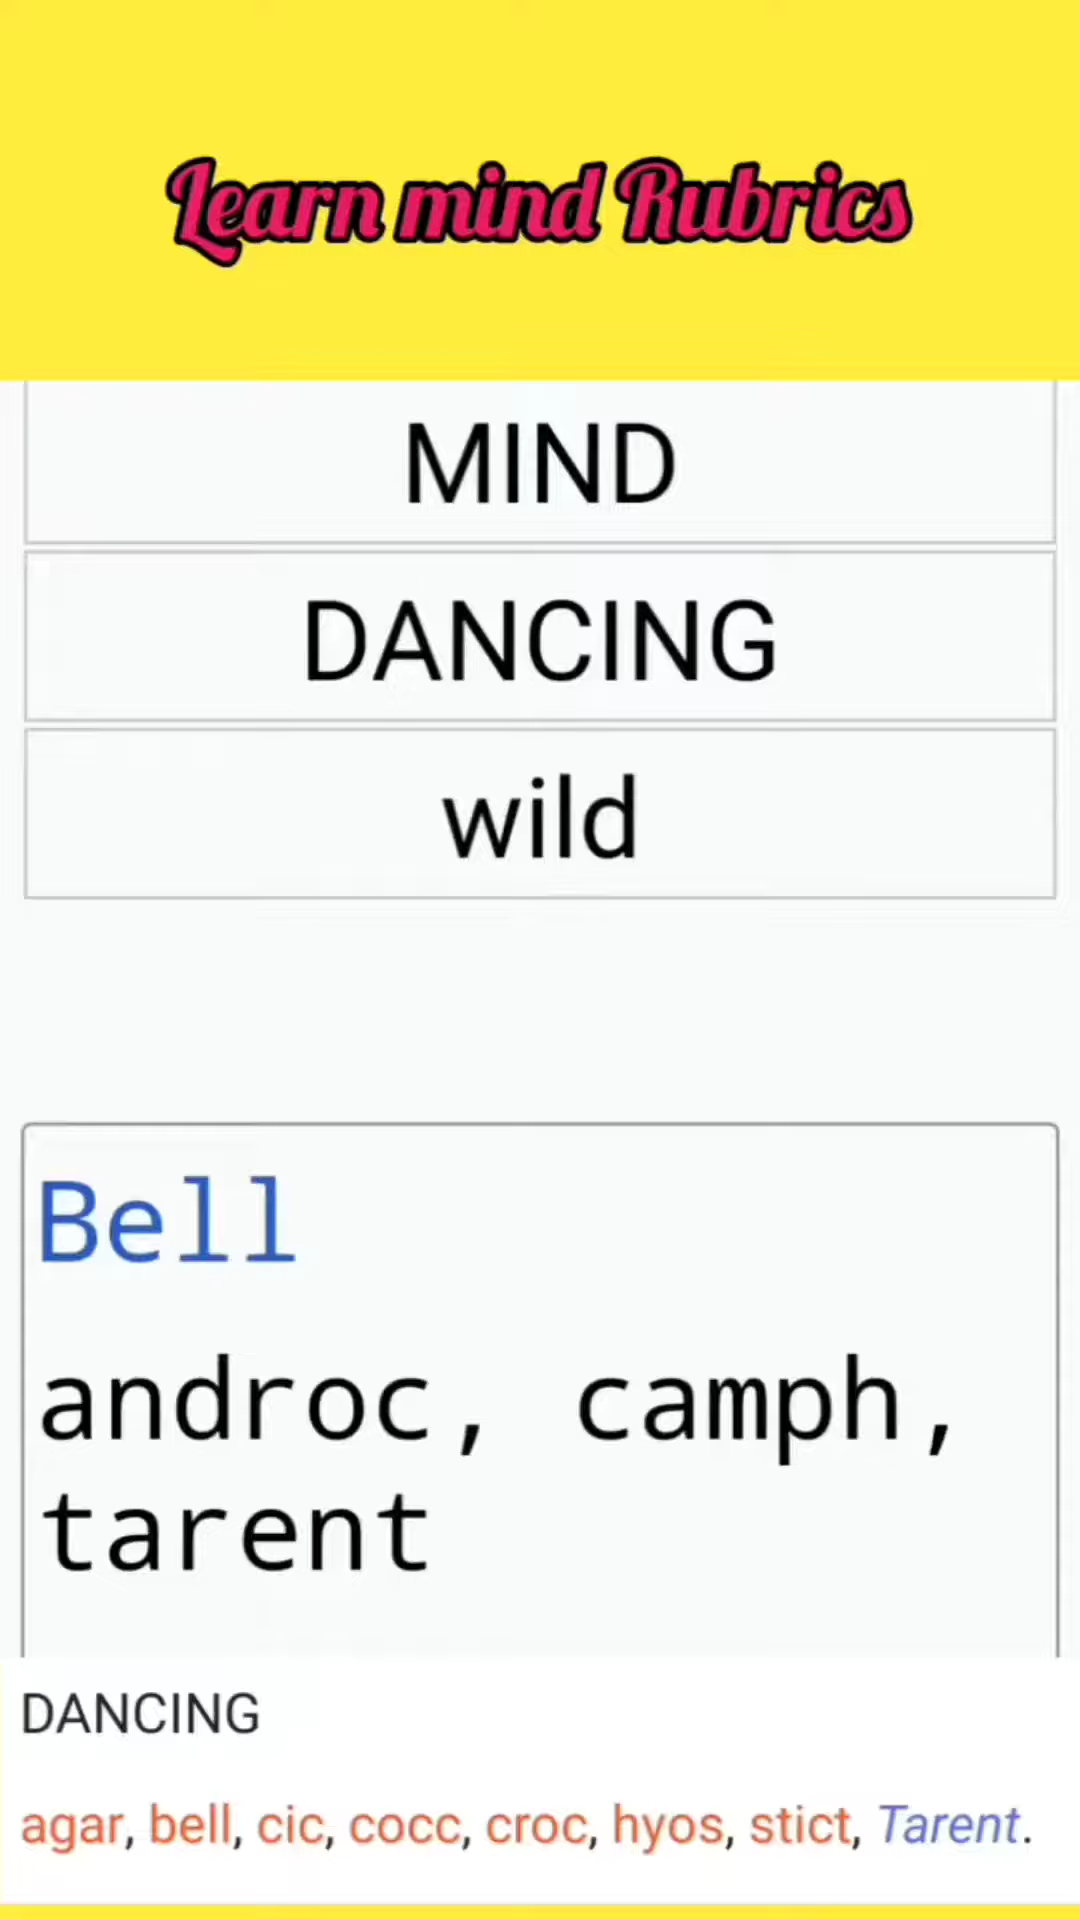 Learn mind Rubrics
MIND
DANCING
wild
Bell
androc, camph,
tarent
DANCING
agar, bell, cic, cocc, croc, hyos, stict, Tarent.